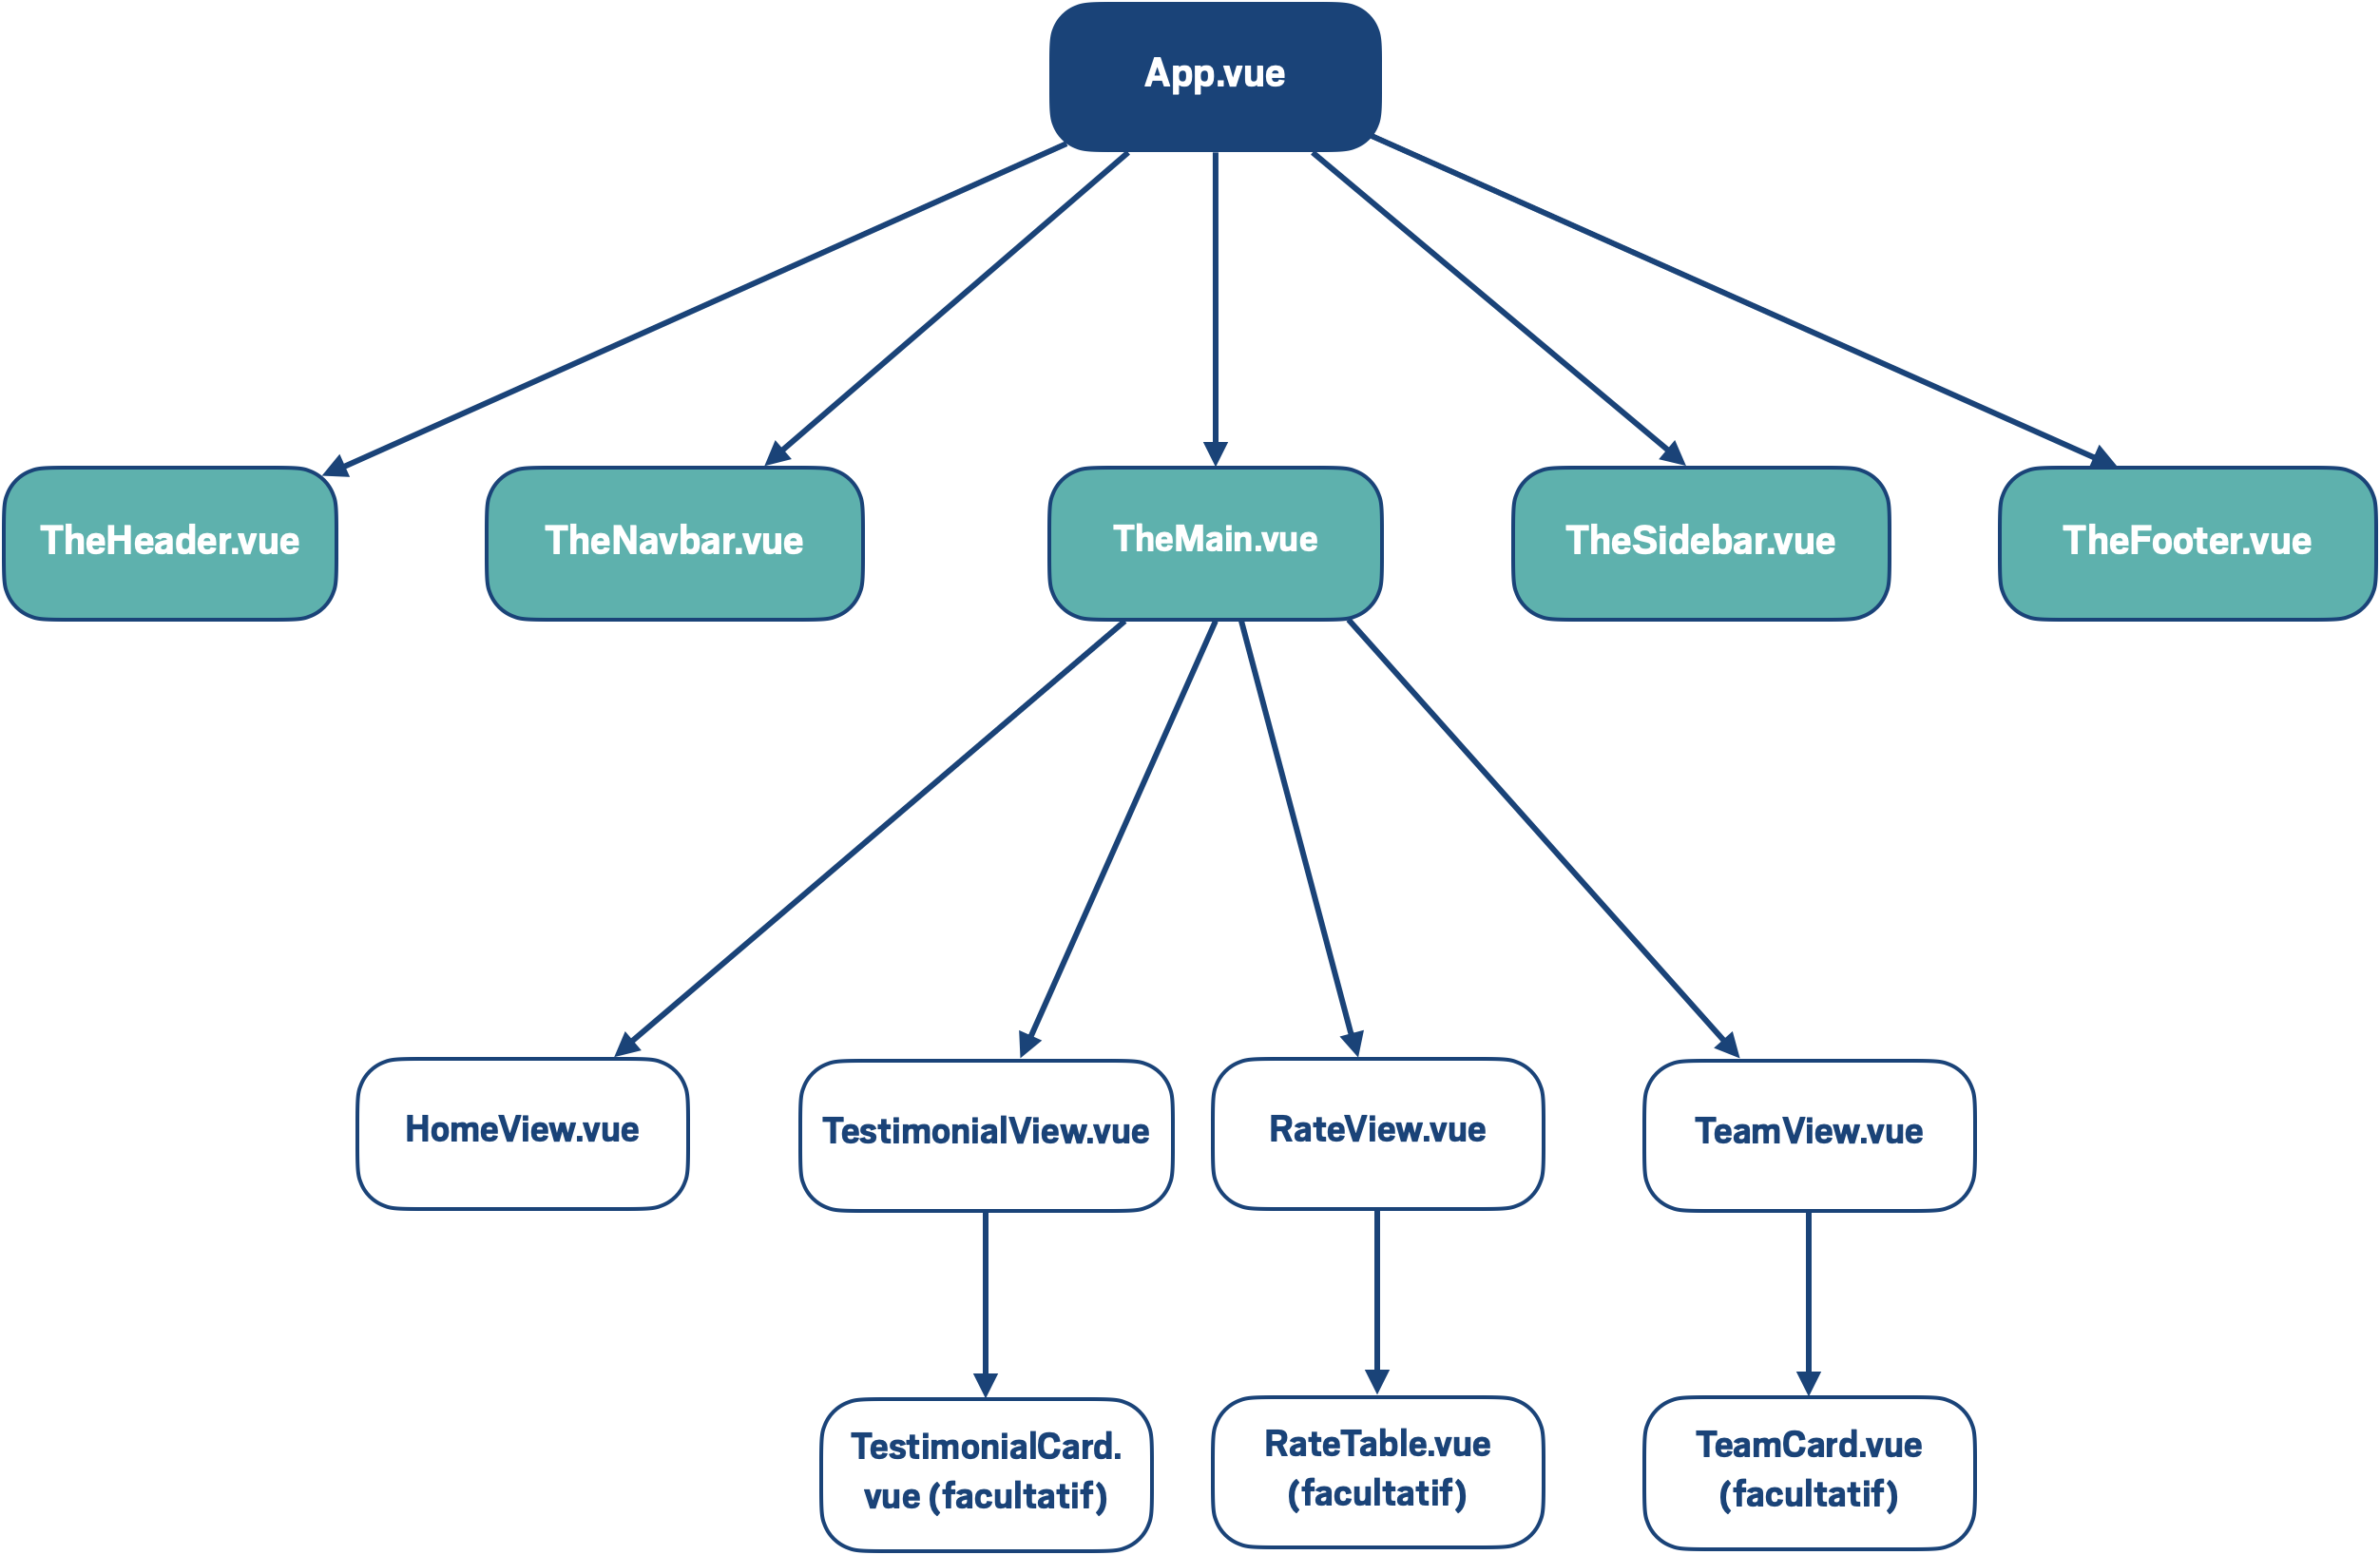 App.vue
TheHeader.vue
TheNavbar.vue
TheMain.vue
TheSidebar.vue
TheFooter.vue
HomeView.vue
TestimonialView.vue
RateView.vue
TeamView.vue
TestimonialCard.
vue (facultatif)
RateTable.vue
(facultatif)
TeamCard.vue
(facultatif)